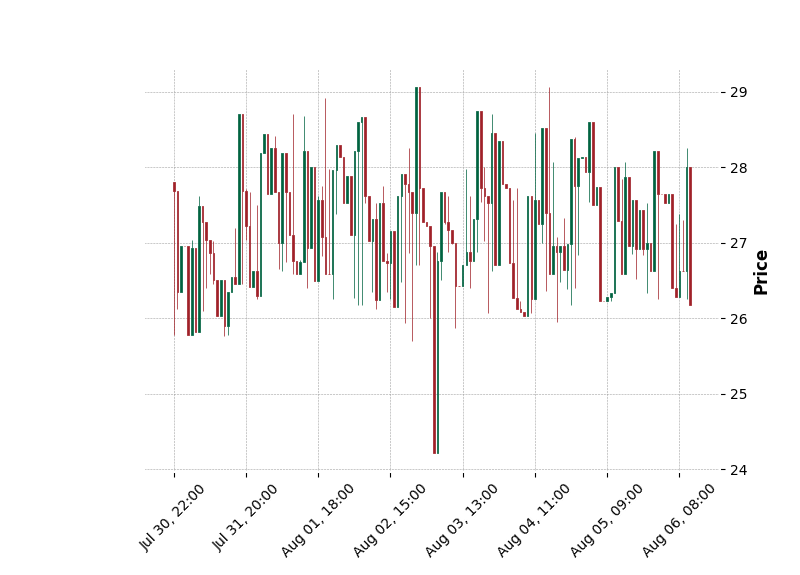 29
28
27
26
25
24
Price
Jul 30, 22:00
Jul 31, 20:00
Aug 01, 18:00
Aug 02, 15:00
Aug 03, 13:00
Aug 04, 11:00
Aug 05, 09:00
Aug 06, 08:00